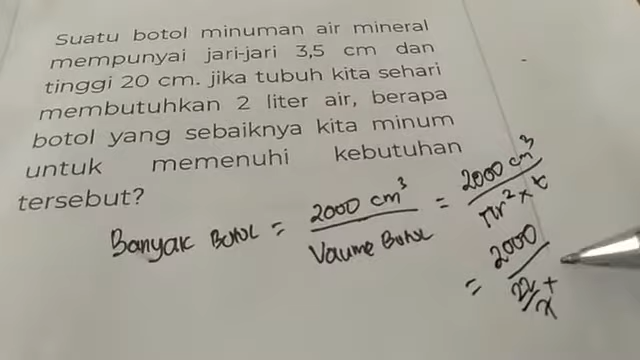 Suatu botol minuman air mineral
mempunyai jari-jari 3,5 cm dan
tinggi 20 cm. jika tubuh kita sehari
membutuhkan 2 liter air, berapa
botol yang sebaiknya kita minum
untuk memenuhi kebutuhan
tersebut?
Banyak Botol = 2000 cm³ / Vaume Botol = 2000 cm³ / πr² × t
= 2000 / 22